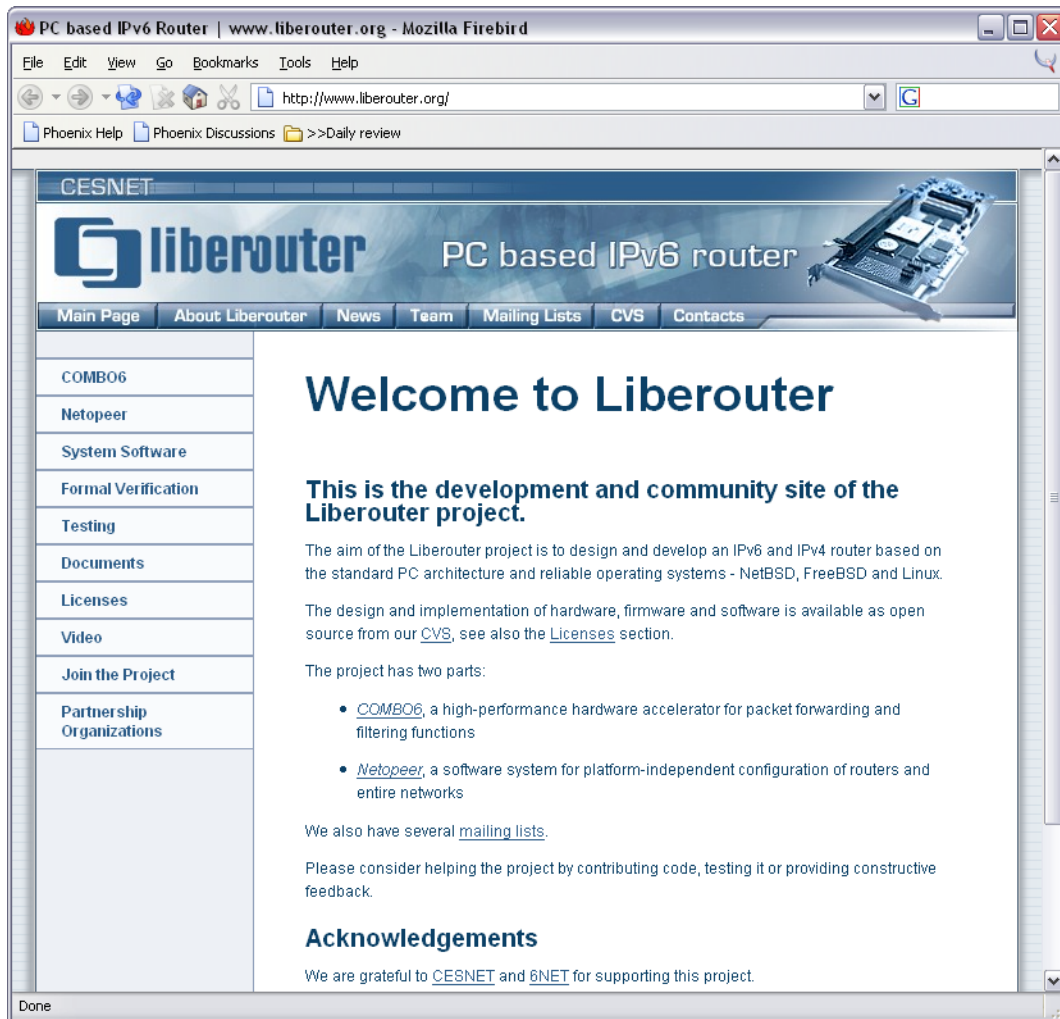 PC based IPv6 Router | www.liberouter.org - Mozilla Firebird
File Edit View Go Bookmarks Tools Help
http://www.liberouter.org/
G
Phoenix Help Phoenix Discussions >>Daily review
CESNET
liberouter PC based IPv6 router
Main Page About Liberouter News Team Mailing Lists CVS Contacts
COMBO6
Netopeer
System Software
Formal Verification
Testing
Documents
Licenses
Video
Join the Project
Partnership
Organizations
Welcome to Liberouter
This is the development and community site of the
Liberouter project.
The aim of the Liberouter project is to design and develop an IPv6 and IPv4 router based on
the standard PC architecture and reliable operating systems - NetBSD, FreeBSD and Linux.
The design and implementation of hardware, firmware and software is available as open
source from our CVS, see also the Licenses section.
The project has two parts:
• COMBO6, a high-performance hardware accelerator for packet forwarding and
filtering functions
• Netopeer, a software system for platform-independent configuration of routers and
entire networks
We also have several mailing lists.
Please consider helping the project by contributing code, testing it or providing constructive
feedback.
Acknowledgements
We are grateful to CESNET and 6NET for supporting this project.
Done